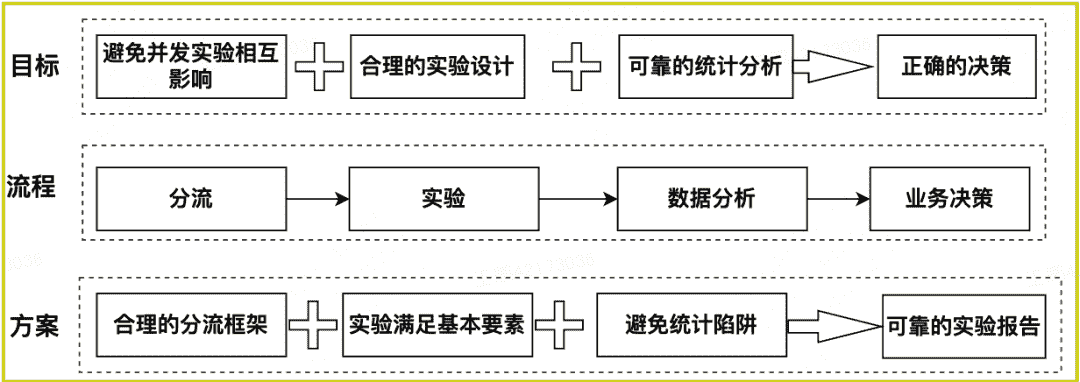 目标
避免并发实验相互
影响
合理的实验设计
可靠的统计分析
正确的决策
流程
分流
实验
数据分析
业务决策
方案
合理的分流框架
实验满足基本要素
避免统计陷阱
可靠的实验报告